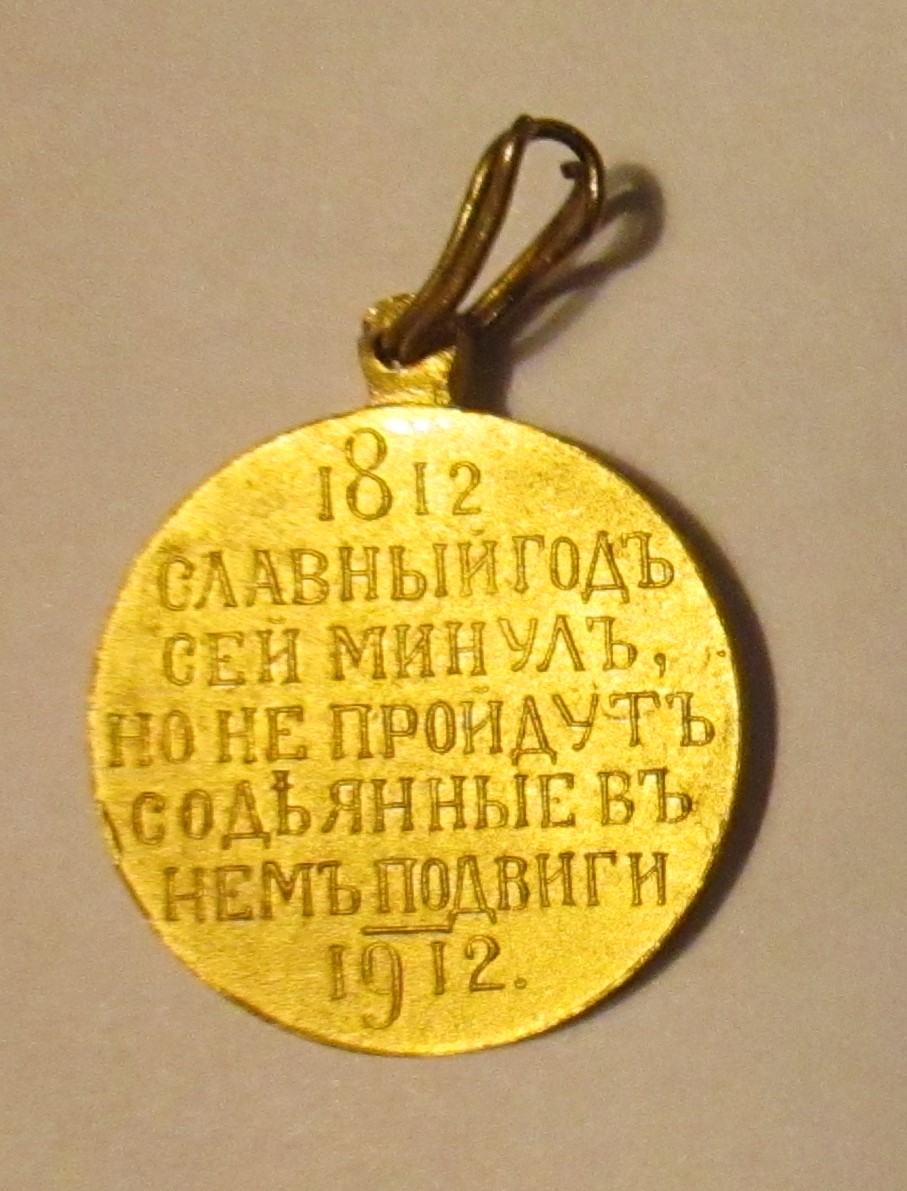 1812
СЛАВНЫЙ ГОДЪ
СЕЙ МИНУЛЪ,
НО НЕ ПРОЙДУТЪ
СОДѢЯННЫЕ ВЪ
НЕМЪ ПОДВИГИ
1912.